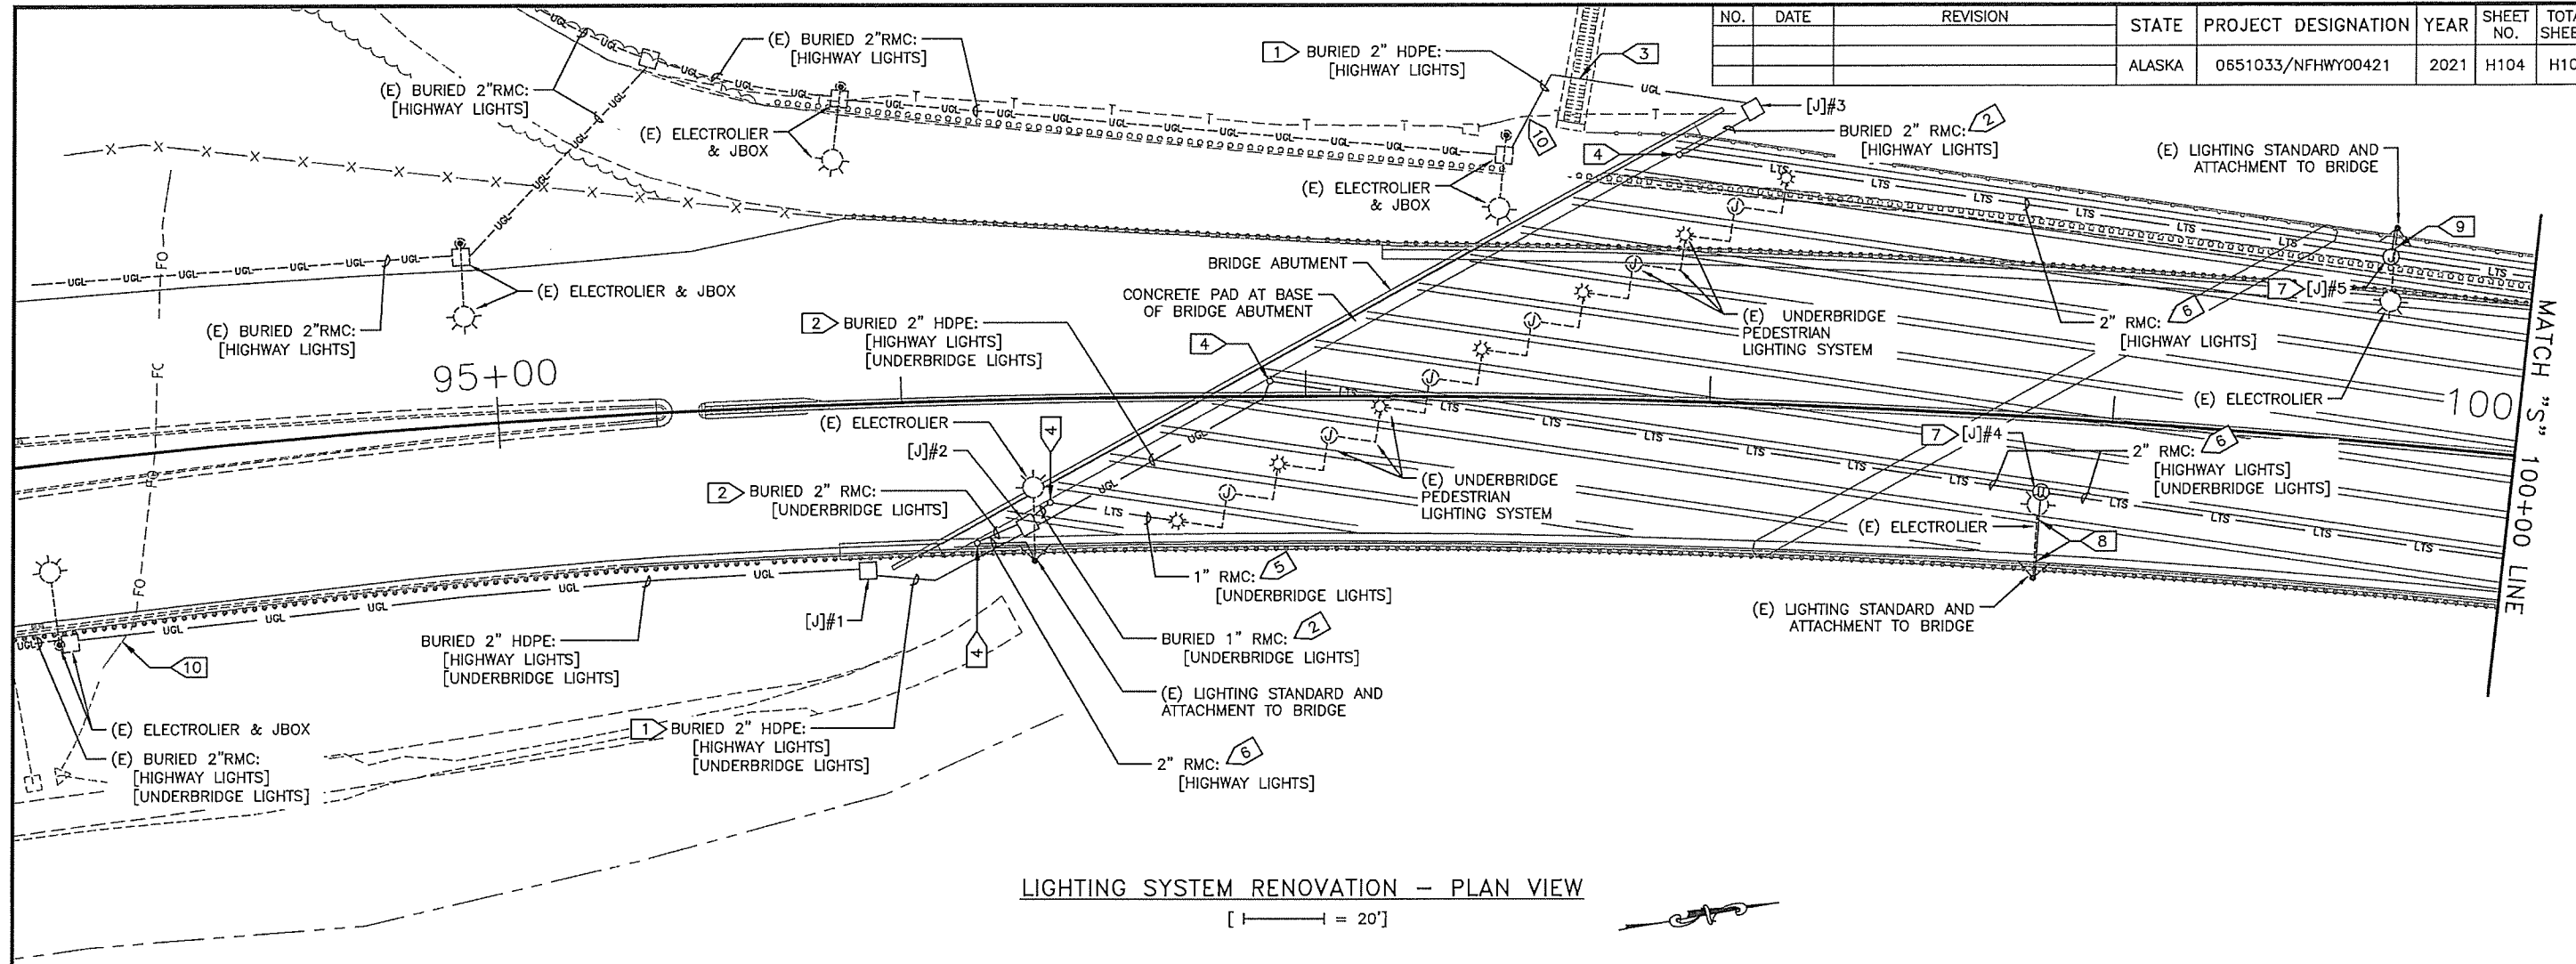 NO. DATE REVISION STATE PROJECT DESIGNATION YEAR SHEET NO.
ALASKA 0651033/NFHWY00421 2021 H104
(E) BURIED 2"RMC:
[HIGHWAY LIGHTS]
(E) BURIED 2"RMC:
[HIGHWAY LIGHTS]
1 BURIED 2" HDPE:
[HIGHWAY LIGHTS]
3
[J]#3
(E) ELECTROLIER
& JBOX
10
4
BURIED 2" RMC: 2
[HIGHWAY LIGHTS]
(E) LIGHTING STANDARD AND
ATTACHMENT TO BRIDGE
(E) ELECTROLIER
& JBOX
9
BRIDGE ABUTMENT
(E) ELECTROLIER & JBOX
CONCRETE PAD AT BASE
OF BRIDGE ABUTMENT
7 [J]#5
(E) BURIED 2"RMC:
[HIGHWAY LIGHTS]
2 BURIED 2" HDPE:
[HIGHWAY LIGHTS]
[UNDERBRIDGE LIGHTS]
4
(E) UNDERBRIDGE
PEDESTRIAN
LIGHTING SYSTEM
2" RMC: 6
[HIGHWAY LIGHTS]
95+00
(E) ELECTROLIER
100
MATCH "S" 100+00 LINE
(E) ELECTROLIER
[J]#2
4
7 [J]#4
2" RMC: 6
[HIGHWAY LIGHTS]
[UNDERBRIDGE LIGHTS]
2 BURIED 2" RMC:
[UNDERBRIDGE LIGHTS]
(E) UNDERBRIDGE
PEDESTRIAN
LIGHTING SYSTEM
(E) ELECTROLIER
8
1" RMC: 5
[UNDERBRIDGE LIGHTS]
(E) LIGHTING STANDARD AND
ATTACHMENT TO BRIDGE
[J]#1
BURIED 2" HDPE:
[HIGHWAY LIGHTS]
[UNDERBRIDGE LIGHTS]
10
4
BURIED 1" RMC: 2
[UNDERBRIDGE LIGHTS]
(E) LIGHTING STANDARD AND
ATTACHMENT TO BRIDGE
(E) ELECTROLIER & JBOX
1 BURIED 2" HDPE:
[HIGHWAY LIGHTS]
[UNDERBRIDGE LIGHTS]
(E) BURIED 2"RMC:
[HIGHWAY LIGHTS]
[UNDERBRIDGE LIGHTS]
2" RMC: 6
[HIGHWAY LIGHTS]
LIGHTING SYSTEM RENOVATION – PLAN VIEW
[ = 20']